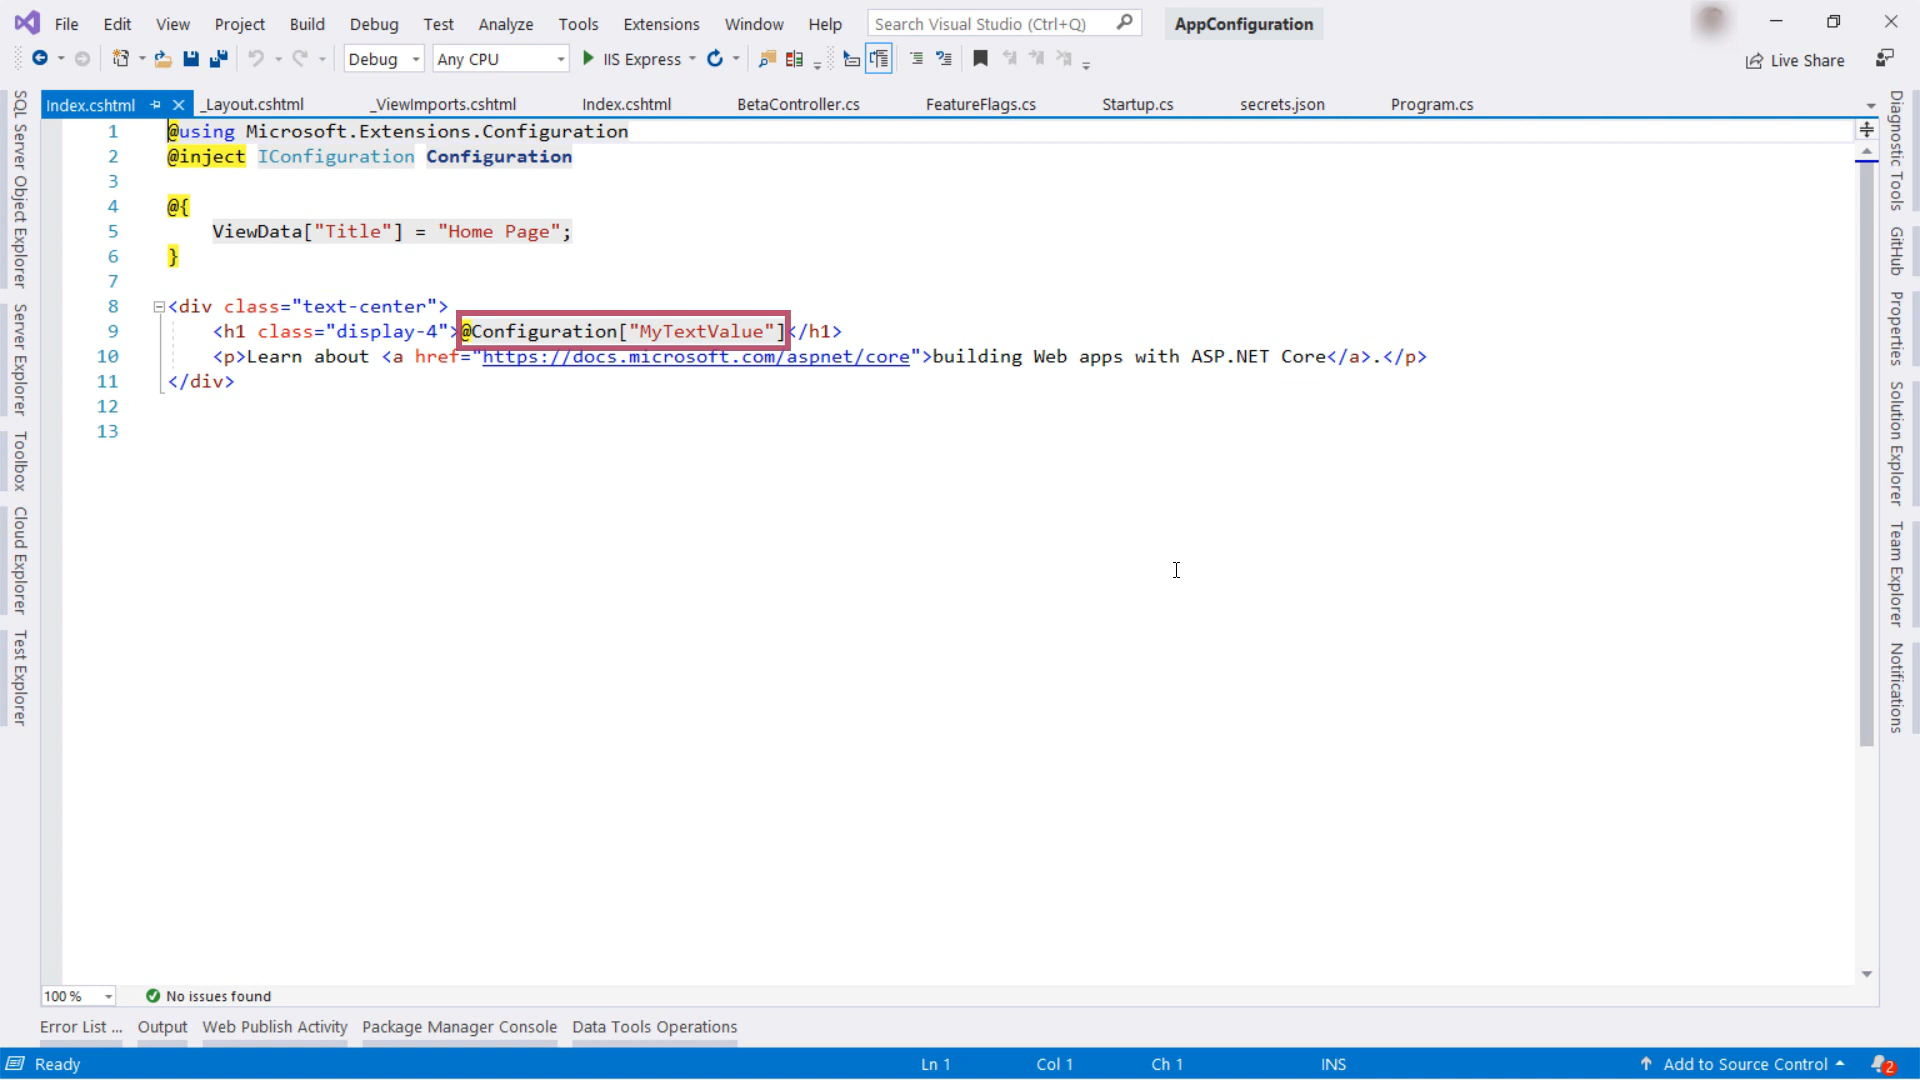 File Edit View Project Build Debug Test Analyze Tools Extensions Window Help Search Visual Studio (Ctrl+Q) AppConfiguration
Debug Any CPU IIS Express Live Share
Index.cshtml _Layout.cshtml _ViewImports.cshtml Index.cshtml BetaController.cs FeatureFlags.cs Startup.cs secrets.json Program.cs
1 @using Microsoft.Extensions.Configuration
2 @inject IConfiguration Configuration
3
4 @{
5 ViewData["Title"] = "Home Page";
6 }
7
8 <div class="text-center">
9 <h1 class="display-4">@Configuration["MyTextValue"]</h1>
10 <p>Learn about <a href="https://docs.microsoft.com/aspnet/core">building Web apps with ASP.NET Core</a>.</p>
11 </div>
12
13
SQL Server Object Explorer
Server Explorer
Toolbox
Cloud Explorer
Test Explorer
Diagnostic Tools
GitHub
Properties
Solution Explorer
Team Explorer
Notifications
100 % No issues found
Error List ... Output Web Publish Activity Package Manager Console Data Tools Operations
Ready Ln 1 Col 1 Ch 1 INS Add to Source Control 2